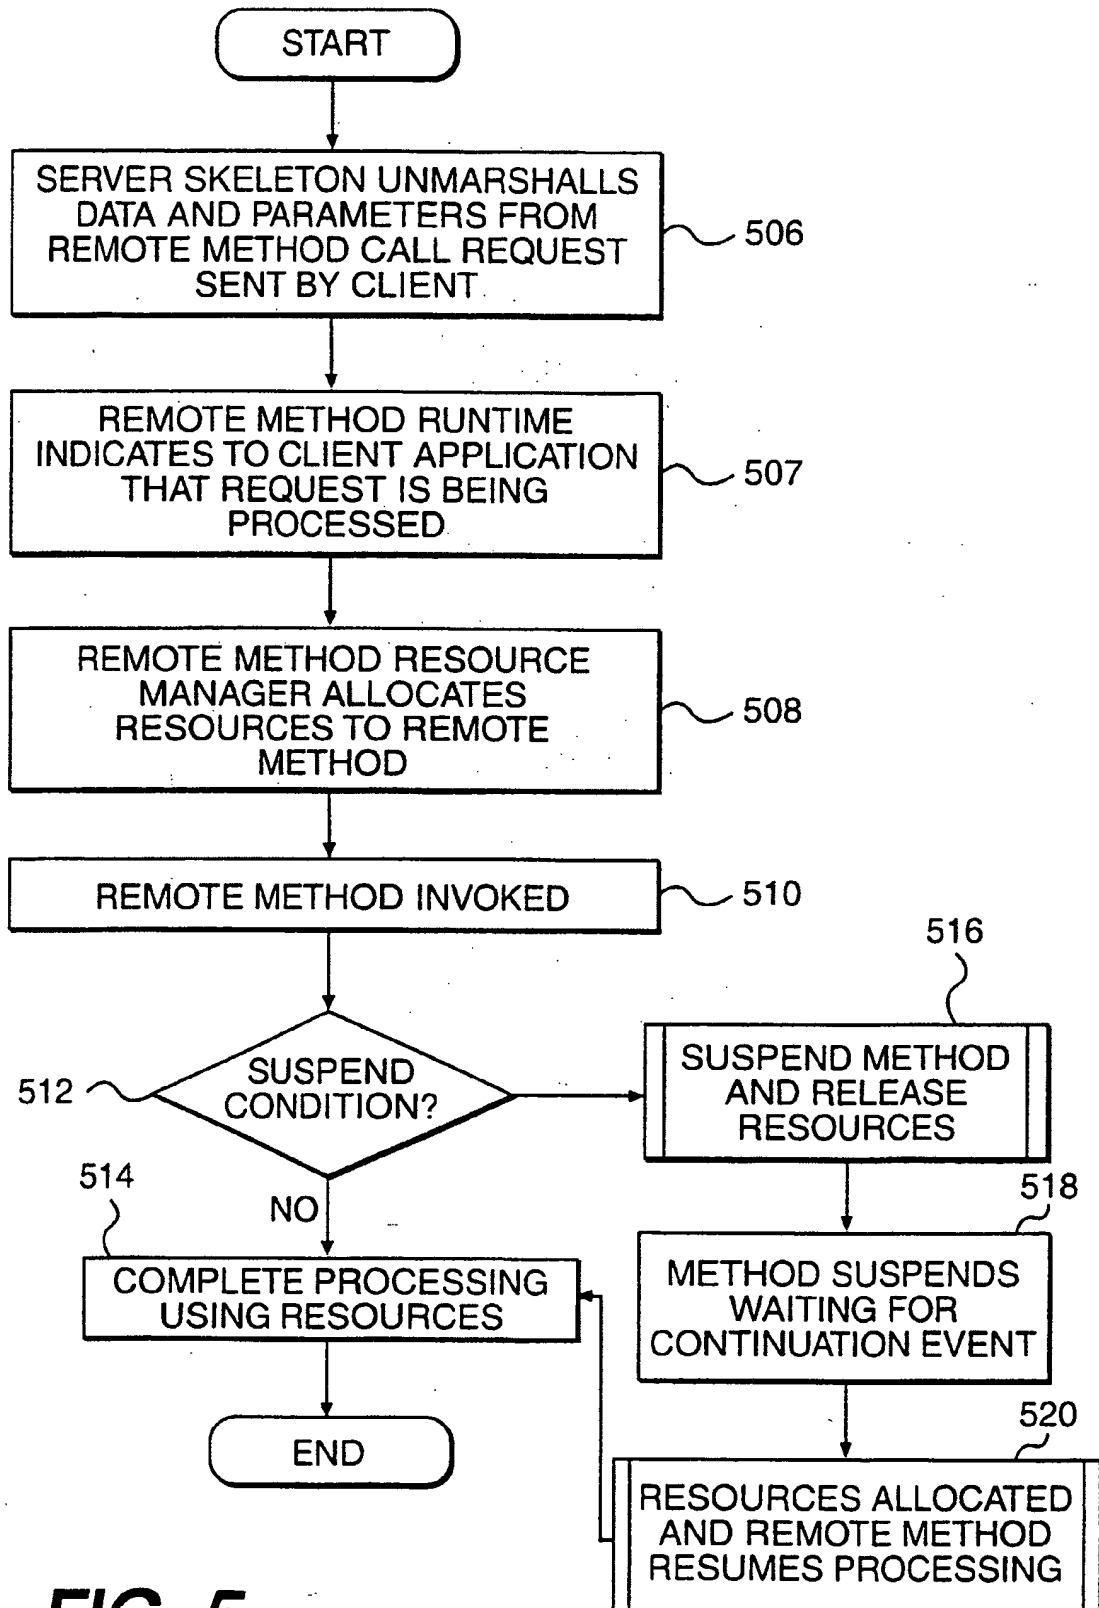 START
SERVER SKELETON UNMARSHALLS
DATA AND PARAMETERS FROM
REMOTE METHOD CALL REQUEST
SENT BY CLIENT
506
REMOTE METHOD RUNTIME
INDICATES TO CLIENT APPLICATION
THAT REQUEST IS BEING
PROCESSED
507
REMOTE METHOD RESOURCE
MANAGER ALLOCATES
RESOURCES TO REMOTE
METHOD
508
REMOTE METHOD INVOKED
510
512
SUSPEND
CONDITION?
516
SUSPEND METHOD
AND RELEASE
RESOURCES
514
NO
COMPLETE PROCESSING
USING RESOURCES
518
METHOD SUSPENDS
WAITING FOR
CONTINUATION EVENT
END
520
RESOURCES ALLOCATED
AND REMOTE METHOD
RESUMES PROCESSING
FIG. 5